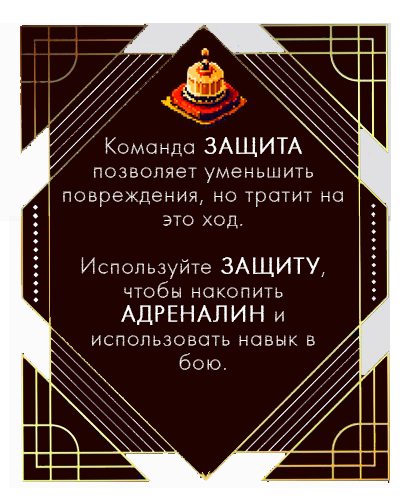 Команда ЗАЩИТА
позволяет уменьшить
повреждения, но тратит на
это ход.
Используйте ЗАЩИТУ,
чтобы накопить
АДРЕНАЛИН и
использовать навык в
бою.